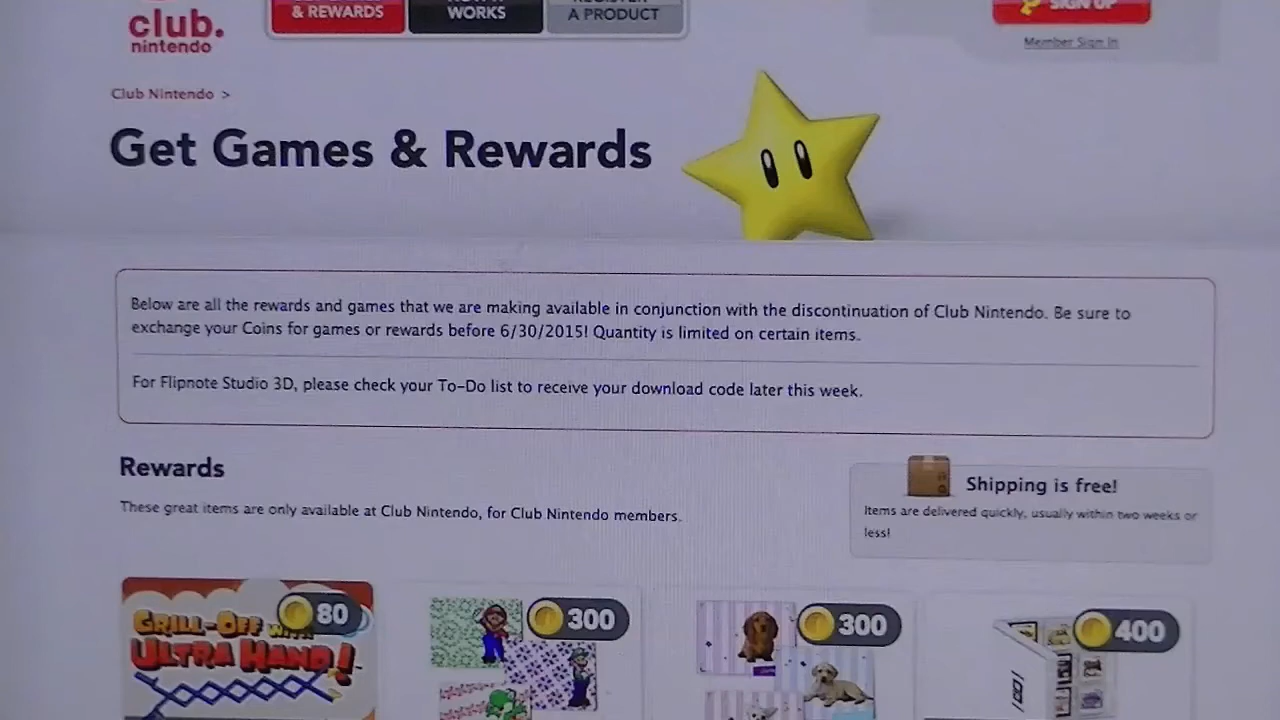 club.
nintendo
& REWARDS
WORKS
REGISTER
A PRODUCT
SIGN UP
Member Sign In
Club Nintendo >
Get Games & Rewards
Below are all the rewards and games that we are making available in conjunction with the discontinuation of Club Nintendo. Be sure to
exchange your Coins for games or rewards before 6/30/2015! Quantity is limited on certain items.
For Flipnote Studio 3D, please check your To-Do list to receive your download code later this week.
Rewards
These great items are only available at Club Nintendo, for Club Nintendo members.
Shipping is free!
Items are delivered quickly, usually within two weeks or
less!
80
GRILL-OFF WITH
ULTRA HAND!
300
300
400